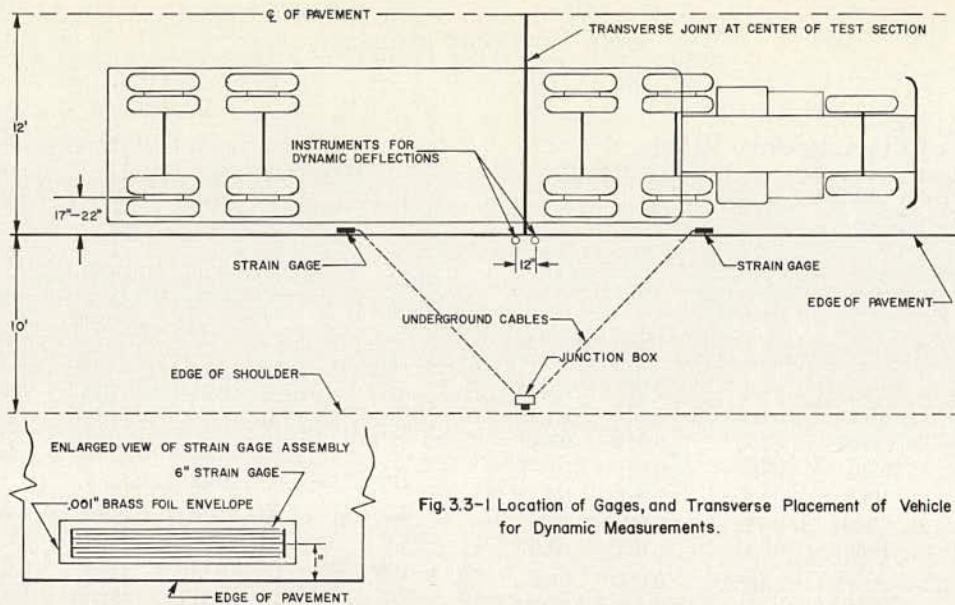 ℄ OF PAVEMENT
TRANSVERSE JOINT AT CENTER OF TEST SECTION
12'
INSTRUMENTS FOR
DYNAMIC DEFLECTIONS
17"-22"
12"
STRAIN GAGE
STRAIN GAGE
EDGE OF PAVEMENT
10'
UNDERGROUND CABLES
JUNCTION BOX
EDGE OF SHOULDER
ENLARGED VIEW OF STRAIN GAGE ASSEMBLY
6" STRAIN GAGE
.001" BRASS FOIL ENVELOPE
1"
EDGE OF PAVEMENT
Fig. 3.3-1 Location of Gages, and Transverse Placement of Vehicle
for Dynamic Measurements.